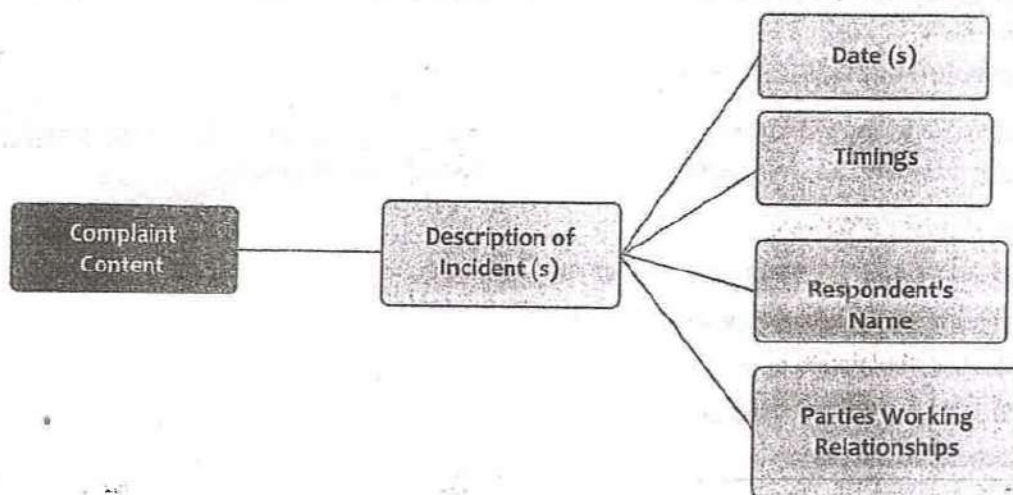 Complaint
Content
Description of
Incident (s)
Date (s)
Timings
Respondent's
Name
Parties Working
Relationships